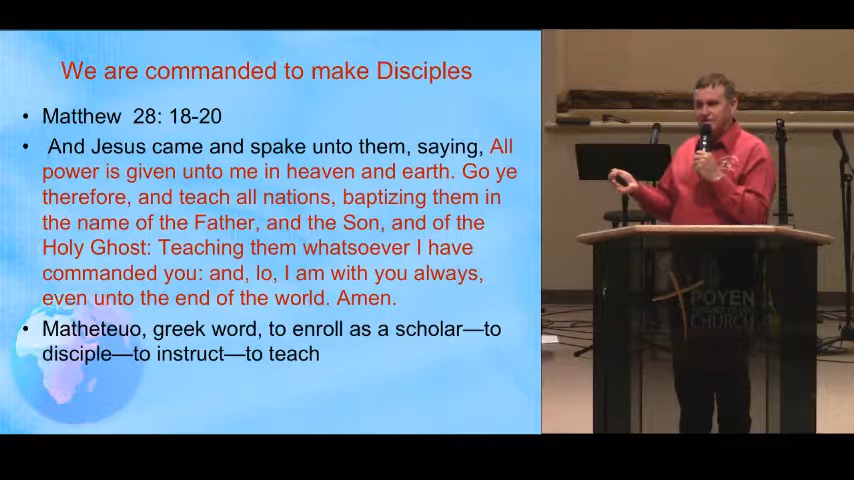 We are commanded to make Disciples
• Matthew 28: 18-20
• And Jesus came and spake unto them, saying, All
power is given unto me in heaven and earth. Go ye
therefore, and teach all nations, baptizing them in
the name of the Father, and the Son, and of the
Holy Ghost: Teaching them whatsoever I have
commanded you: and, lo, I am with you always,
even unto the end of the world. Amen.
• Matheteuo, greek word, to enroll as a scholar—to
disciple—to instruct—to teach
POYEN
CHURCH